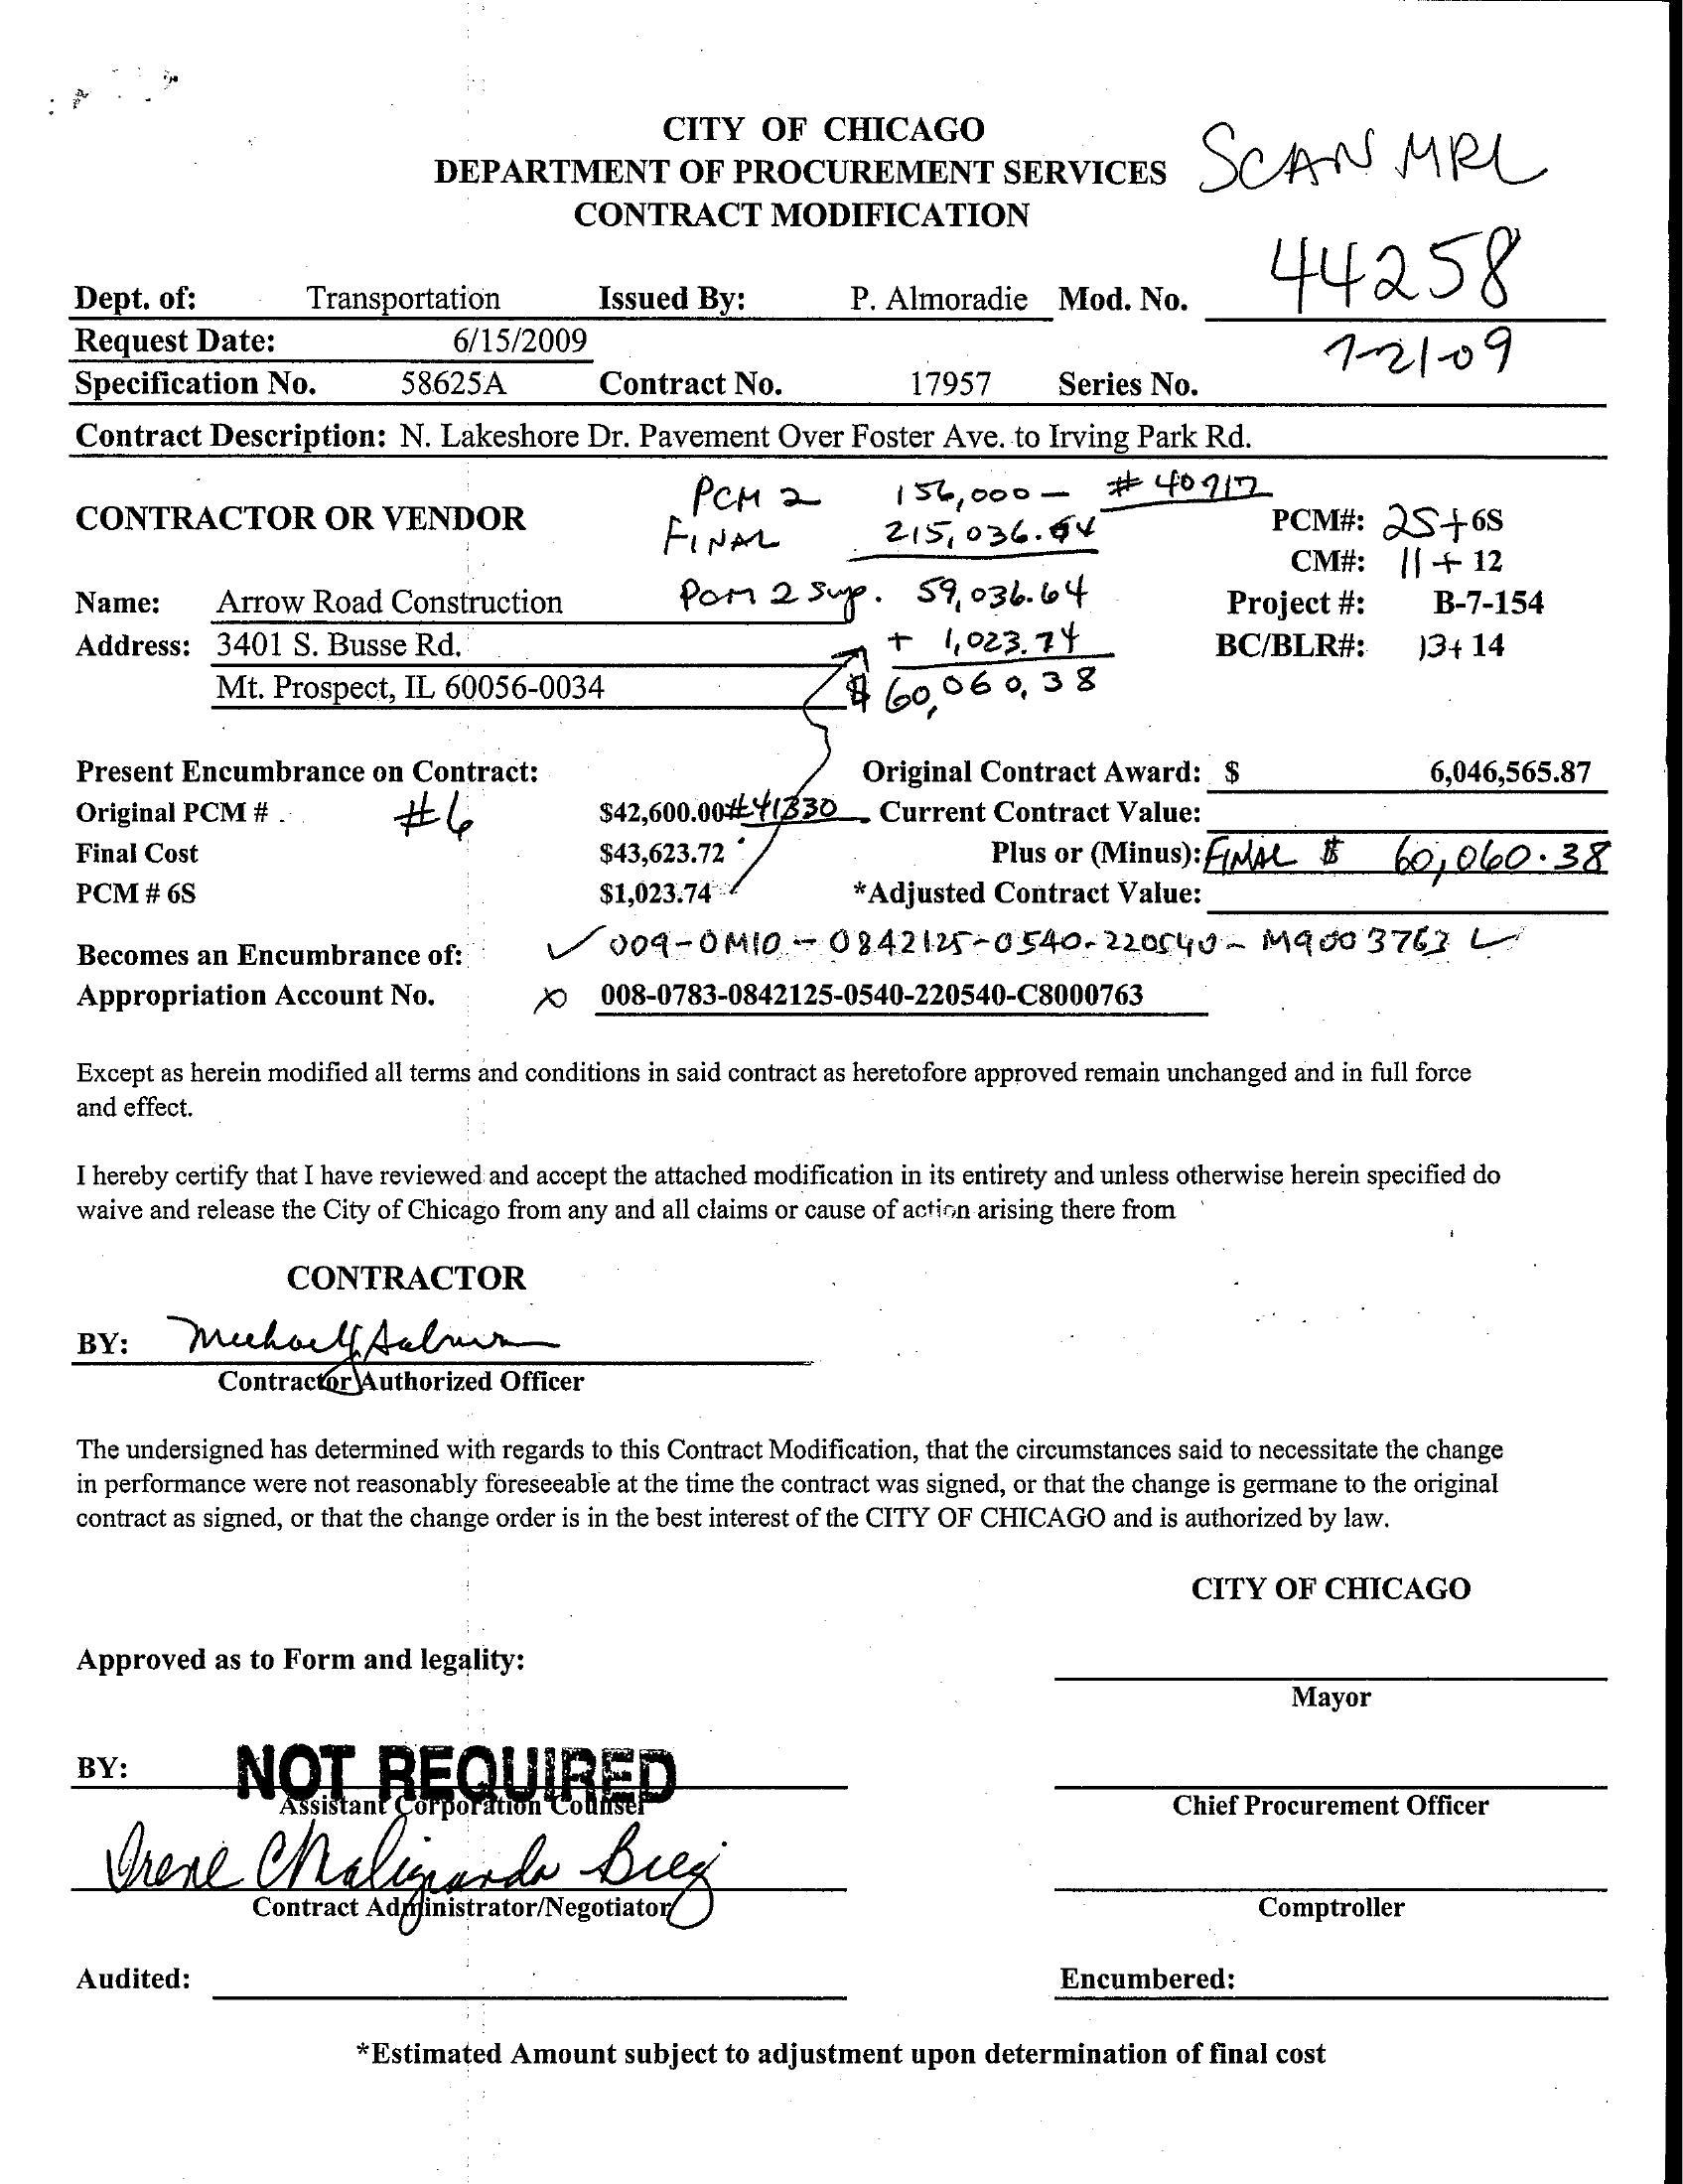 CITY OF CHICAGO
DEPARTMENT OF PROCUREMENT SERVICES
CONTRACT MODIFICATION
SCAN MRL
Dept. of: Transportation Issued By: P. Almoradie Mod. No. 44258
Request Date: 6/15/2009 7-21-09
Specification No. 58625A Contract No. 17957 Series No.
Contract Description: N. Lakeshore Dr. Pavement Over Foster Ave. to Irving Park Rd.
PCM 2 156,000 - # 40917
CONTRACTOR OR VENDOR FINAL 215,036.64 PCM#: 2S+6S
CM#: 11 + 12
Name: Arrow Road Construction PCM 2 Sup. 59,036.64 Project #: B-7-154
Address: 3401 S. Busse Rd. + 1,023.74 BC/BLR#: 13+ 14
Mt. Prospect, IL 60056-0034 $ 60,060.38
Present Encumbrance on Contract: Original Contract Award: $ 6,046,565.87
Original PCM # #6 $42,600.00 #41330 Current Contract Value:
Final Cost $43,623.72 Plus or (Minus): FINAL $ 60,060.38
PCM # 6S $1,023.74 *Adjusted Contract Value:
Becomes an Encumbrance of: ✓ 009-0M10-0842125-0540-220540-M9003763
Appropriation Account No. X 008-0783-0842125-0540-220540-C8000763
Except as herein modified all terms and conditions in said contract as heretofore approved remain unchanged and in full force
and effect.
I hereby certify that I have reviewed and accept the attached modification in its entirety and unless otherwise herein specified do
waive and release the City of Chicago from any and all claims or cause of action arising there from
CONTRACTOR
BY:
Contractor Authorized Officer
The undersigned has determined with regards to this Contract Modification, that the circumstances said to necessitate the change
in performance were not reasonably foreseeable at the time the contract was signed, or that the change is germane to the original
contract as signed, or that the change order is in the best interest of the CITY OF CHICAGO and is authorized by law.
CITY OF CHICAGO
Approved as to Form and legality:
Mayor
BY: NOT REQUIRED
Assistant Corporation Counsel Chief Procurement Officer
Irene
Contract Administrator/Negotiator Comptroller
Audited: Encumbered:
*Estimated Amount subject to adjustment upon determination of final cost